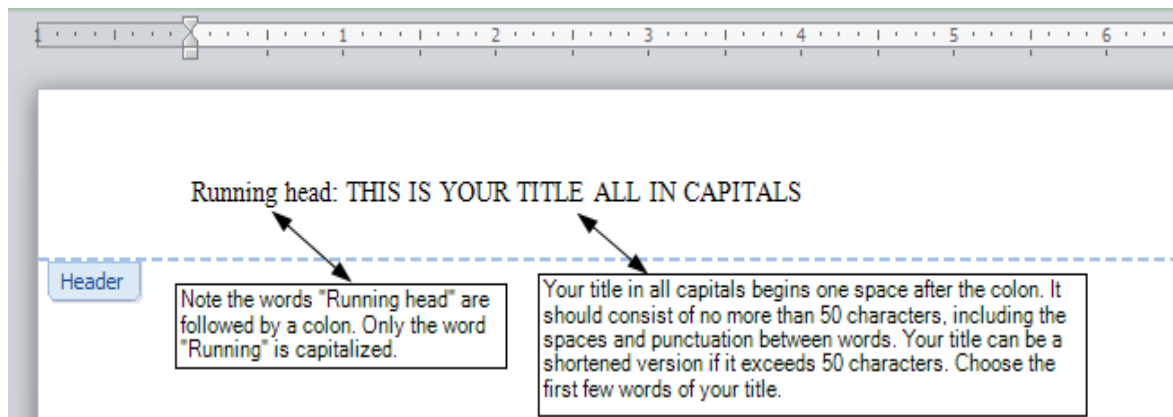 1 1 2 3 4 5 6
Running head: THIS IS YOUR TITLE ALL IN CAPITALS
Header
Note the words "Running head" are
followed by a colon. Only the word
"Running" is capitalized.
Your title in all capitals begins one space after the colon. It
should consist of no more than 50 characters, including the
spaces and punctuation between words. Your title can be a
shortened version if it exceeds 50 characters. Choose the
first few words of your title.